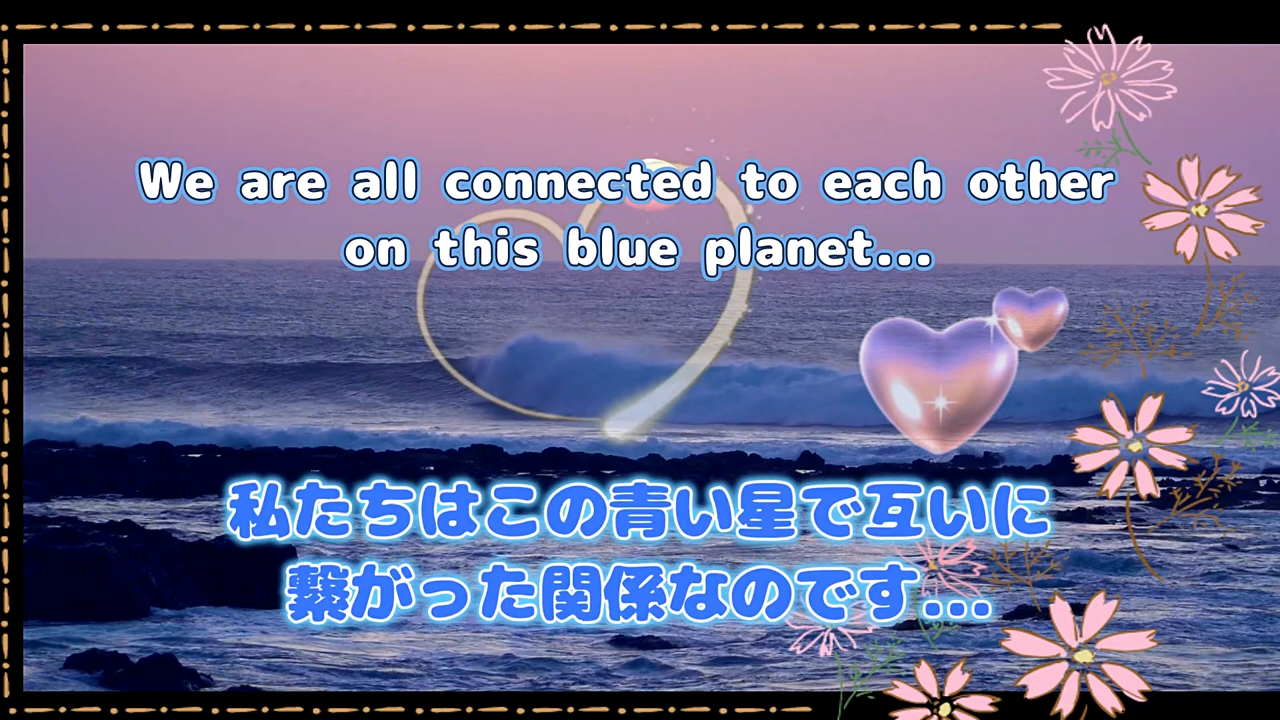 We are all connected to each other
on this blue planet...
私たちはこの青い星で互いに
繋がった関係なのです...